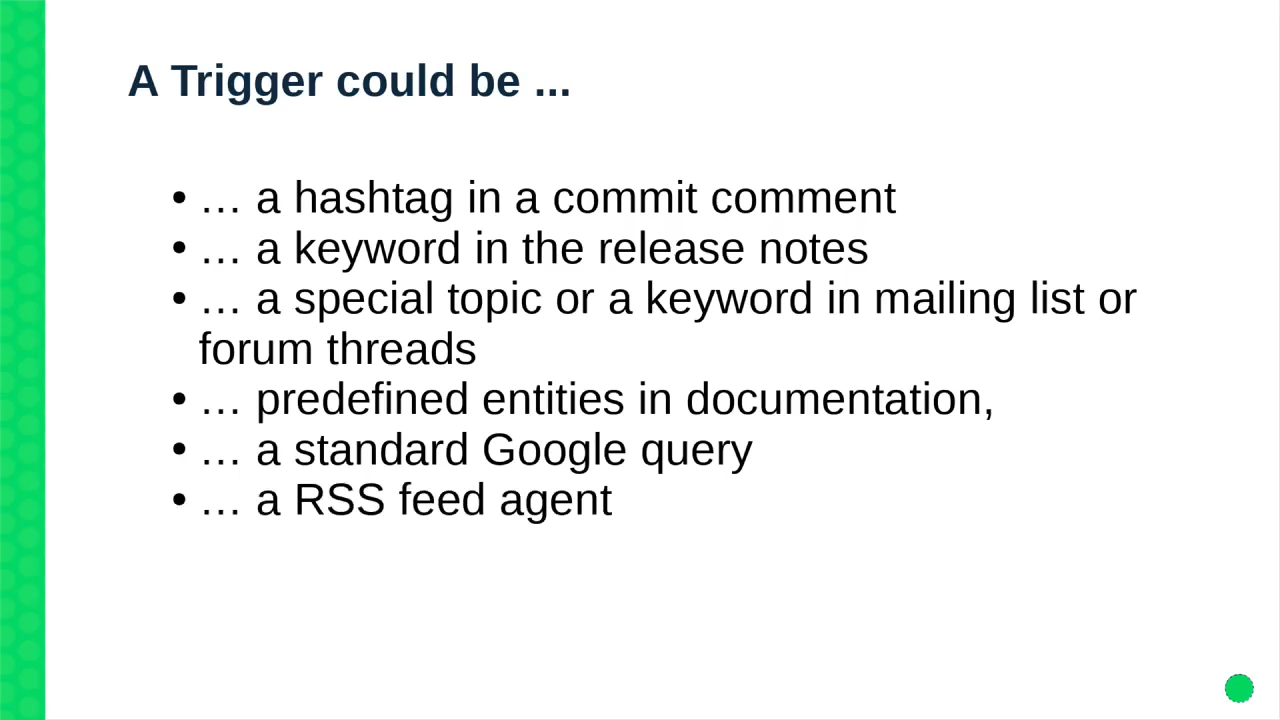 A Trigger could be ...
• … a hashtag in a commit comment
• … a keyword in the release notes
• … a special topic or a keyword in mailing list or
forum threads
• … predefined entities in documentation,
• … a standard Google query
• … a RSS feed agent